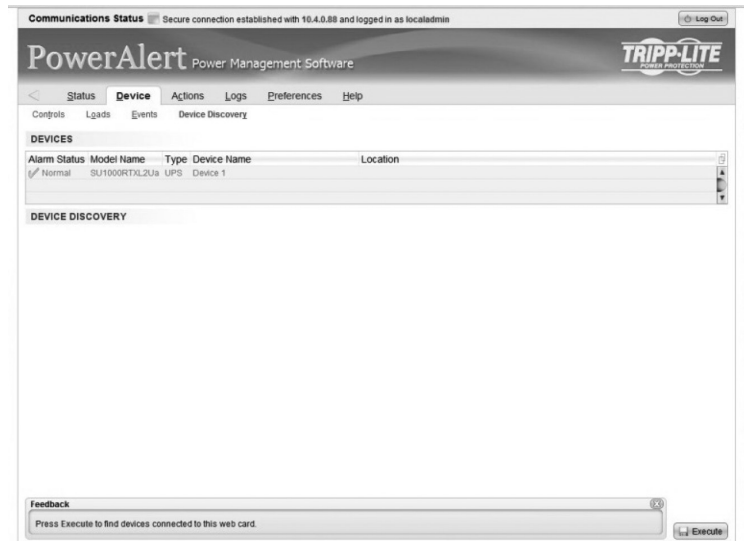 Communications Status Secure connection established with 10.4.0.88 and logged in as localadmin Log Out
PowerAlert Power Management Software TRIPP·LITE
POWER PROTECTION
Status Device Actions Logs Preferences Help
Controls Loads Events Device Discovery
DEVICES
Alarm Status Model Name Type Device Name Location
Normal SU1000RTXL2Ua UPS Device 1
DEVICE DISCOVERY
Feedback
Press Execute to find devices connected to this web card.
Execute